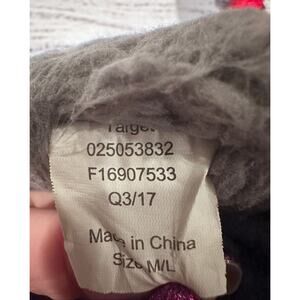 Target
025053832
F16907533
Q3/17
Made in China
Size M/L